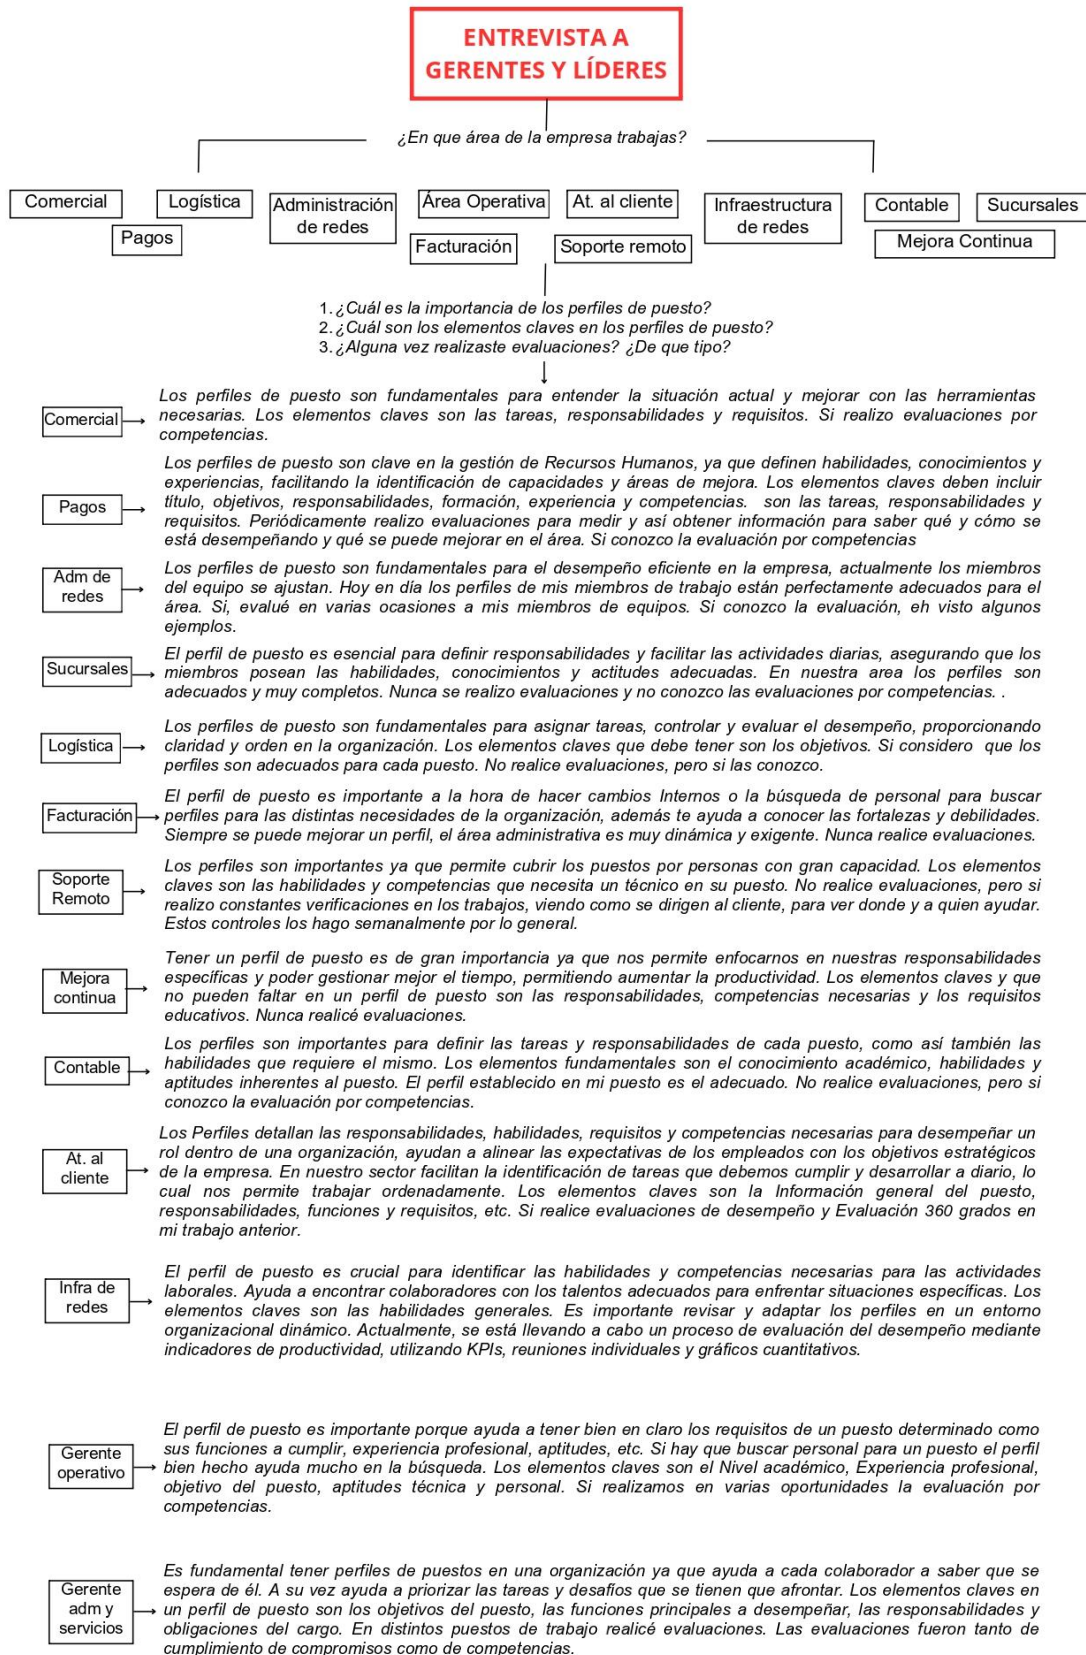 ENTREVISTA A
GERENTES Y LÍDERES
¿En que área de la empresa trabajas?
Comercial
Logística
Administración
de redes
Área Operativa
At. al cliente
Infraestructura
de redes
Contable
Sucursales
Pagos
Facturación
Soporte remoto
Mejora Continua
1. ¿Cuál es la importancia de los perfiles de puesto?
2. ¿Cuál son los elementos claves en los perfiles de puesto?
3. ¿Alguna vez realizaste evaluaciones? ¿De que tipo?
Comercial
Los perfiles de puesto son fundamentales para entender la situación actual y mejorar con las herramientas
necesarias. Los elementos claves son las tareas, responsabilidades y requisitos. Si realizo evaluaciones por
competencias.
Pagos
Los perfiles de puesto son clave en la gestión de Recursos Humanos, ya que definen habilidades, conocimientos y
experiencias, facilitando la identificación de capacidades y áreas de mejora. Los elementos claves deben incluir
título, objetivos, responsabilidades, formación, experiencia y competencias. son las tareas, responsabilidades y
requisitos. Periódicamente realizo evaluaciones para medir y así obtener información para saber qué y cómo se
está desempeñando y qué se puede mejorar en el área. Si conozco la evaluación por competencias
Adm de
redes
Los perfiles de puesto son fundamentales para el desempeño eficiente en la empresa, actualmente los miembros
del equipo se ajustan. Hoy en día los perfiles de mis miembros de trabajo están perfectamente adecuados para el
área. Si, evalué en varias ocasiones a mis miembros de equipos. Si conozco la evaluación, eh visto algunos
ejemplos.
Sucursales
El perfil de puesto es esencial para definir responsabilidades y facilitar las actividades diarias, asegurando que los
miembros posean las habilidades, conocimientos y actitudes adecuadas. En nuestra area los perfiles son
adecuados y muy completos. Nunca se realizo evaluaciones y no conozco las evaluaciones por competencias. .
Logística
Los perfiles de puesto son fundamentales para asignar tareas, controlar y evaluar el desempeño, proporcionando
claridad y orden en la organización. Los elementos claves que debe tener son los objetivos. Si considero que los
perfiles son adecuados para cada puesto. No realice evaluaciones, pero si las conozco.
Facturación
El perfil de puesto es importante a la hora de hacer cambios Internos o la búsqueda de personal para buscar
perfiles para las distintas necesidades de la organización, además te ayuda a conocer las fortalezas y debilidades.
Siempre se puede mejorar un perfil, el área administrativa es muy dinámica y exigente. Nunca realice evaluaciones.
Soporte
Remoto
Los perfiles son importantes ya que permite cubrir los puestos por personas con gran capacidad. Los elementos
claves son las habilidades y competencias que necesita un técnico en su puesto. No realice evaluaciones, pero si
realizo constantes verificaciones en los trabajos, viendo como se dirigen al cliente, para ver donde y a quien ayudar.
Estos controles los hago semanalmente por lo general.
Mejora
continua
Tener un perfil de puesto es de gran importancia ya que nos permite enfocarnos en nuestras responsabilidades
específicas y poder gestionar mejor el tiempo, permitiendo aumentar la productividad. Los elementos claves y que
no pueden faltar en un perfil de puesto son las responsabilidades, competencias necesarias y los requisitos
educativos. Nunca realicé evaluaciones.
Contable
Los perfiles son importantes para definir las tareas y responsabilidades de cada puesto, como así también las
habilidades que requiere el mismo. Los elementos fundamentales son el conocimiento académico, habilidades y
aptitudes inherentes al puesto. El perfil establecido en mi puesto es el adecuado. No realice evaluaciones, pero si
conozco la evaluación por competencias.
At. al
cliente
Los Perfiles detallan las responsabilidades, habilidades, requisitos y competencias necesarias para desempeñar un
rol dentro de una organización, ayudan a alinear las expectativas de los empleados con los objetivos estratégicos
de la empresa. En nuestro sector facilitan la identificación de tareas que debemos cumplir y desarrollar a diario, lo
cual nos permite trabajar ordenadamente. Los elementos claves son la Información general del puesto,
responsabilidades, funciones y requisitos, etc. Si realice evaluaciones de desempeño y Evaluación 360 grados en
mi trabajo anterior.
Infra de
redes
El perfil de puesto es crucial para identificar las habilidades y competencias necesarias para las actividades
laborales. Ayuda a encontrar colaboradores con los talentos adecuados para enfrentar situaciones específicas. Los
elementos claves son las habilidades generales. Es importante revisar y adaptar los perfiles en un entorno
organizacional dinámico. Actualmente, se está llevando a cabo un proceso de evaluación del desempeño mediante
indicadores de productividad, utilizando KPIs, reuniones individuales y gráficos cuantitativos.
Gerente
operativo
El perfil de puesto es importante porque ayuda a tener bien en claro los requisitos de un puesto determinado como
sus funciones a cumplir, experiencia profesional, aptitudes, etc. Si hay que buscar personal para un puesto el perfil
bien hecho ayuda mucho en la búsqueda. Los elementos claves son el Nivel académico, Experiencia profesional,
objetivo del puesto, aptitudes técnica y personal. Si realizamos en varias oportunidades la evaluación por
competencias.
Gerente
adm y
servicios
Es fundamental tener perfiles de puestos en una organización ya que ayuda a cada colaborador a saber que se
espera de él. A su vez ayuda a priorizar las tareas y desafíos que se tienen que afrontar. Los elementos claves en
un perfil de puesto son los objetivos del puesto, las funciones principales a desempeñar, las responsabilidades y
obligaciones del cargo. En distintos puestos de trabajo realicé evaluaciones. Las evaluaciones fueron tanto de
cumplimiento de compromisos como de competencias.